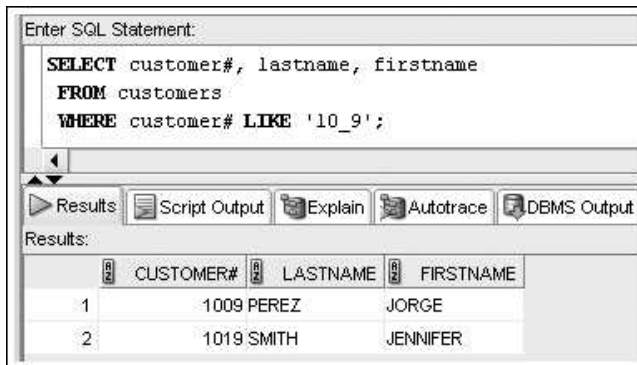 Enter SQL Statement:
SELECT customer#, lastname, firstname
FROM customers
WHERE customer# LIKE '10_9';
Results Script Output Explain Autotrace DBMS Output
Results:
CUSTOMER# LASTNAME FIRSTNAME
1 1009 PEREZ JORGE
2 1019 SMITH JENNIFER